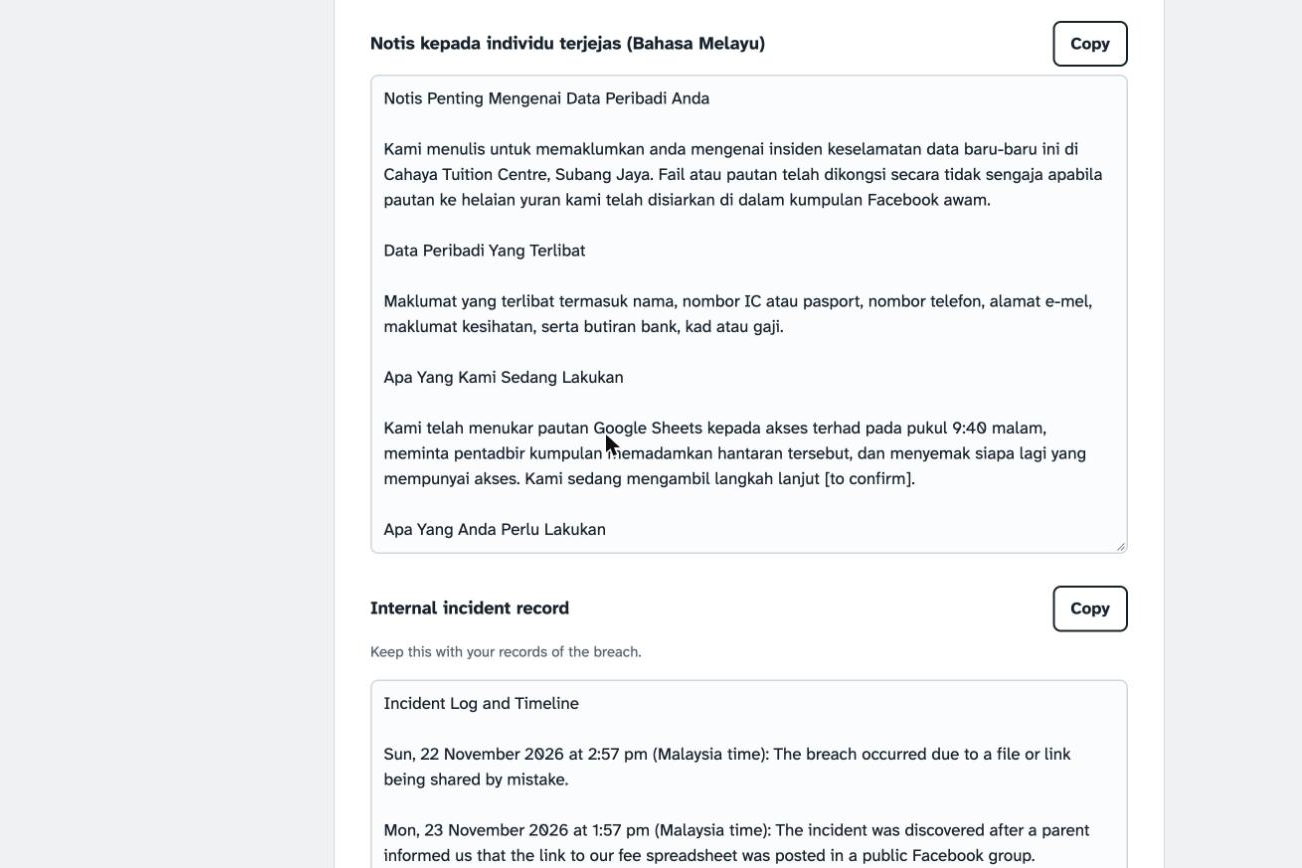 Notis kepada individu terjejas (Bahasa Melayu)
Copy
Notis Penting Mengenai Data Peribadi Anda
Kami menulis untuk memaklumkan anda mengenai insiden keselamatan data baru-baru ini di
Cahaya Tuition Centre, Subang Jaya. Fail atau pautan telah dikongsi secara tidak sengaja apabila
pautan ke helaian yuran kami telah disiarkan di dalam kumpulan Facebook awam.
Data Peribadi Yang Terlibat
Maklumat yang terlibat termasuk nama, nombor IC atau pasport, nombor telefon, alamat e-mel,
maklumat kesihatan, serta butiran bank, kad atau gaji.
Apa Yang Kami Sedang Lakukan
Kami telah menukar pautan Google Sheets kepada akses terhad pada pukul 9:40 malam,
meminta pentadbir kumpulan memadamkan hantaran tersebut, dan menyemak siapa lagi yang
mempunyai akses. Kami sedang mengambil langkah lanjut [to confirm].
Apa Yang Anda Perlu Lakukan
Internal incident record
Copy
Keep this with your records of the breach.
Incident Log and Timeline
Sun, 22 November 2026 at 2:57 pm (Malaysia time): The breach occurred due to a file or link
being shared by mistake.
Mon, 23 November 2026 at 1:57 pm (Malaysia time): The incident was discovered after a parent
informed us that the link to our fee spreadsheet was posted in a public Facebook group.